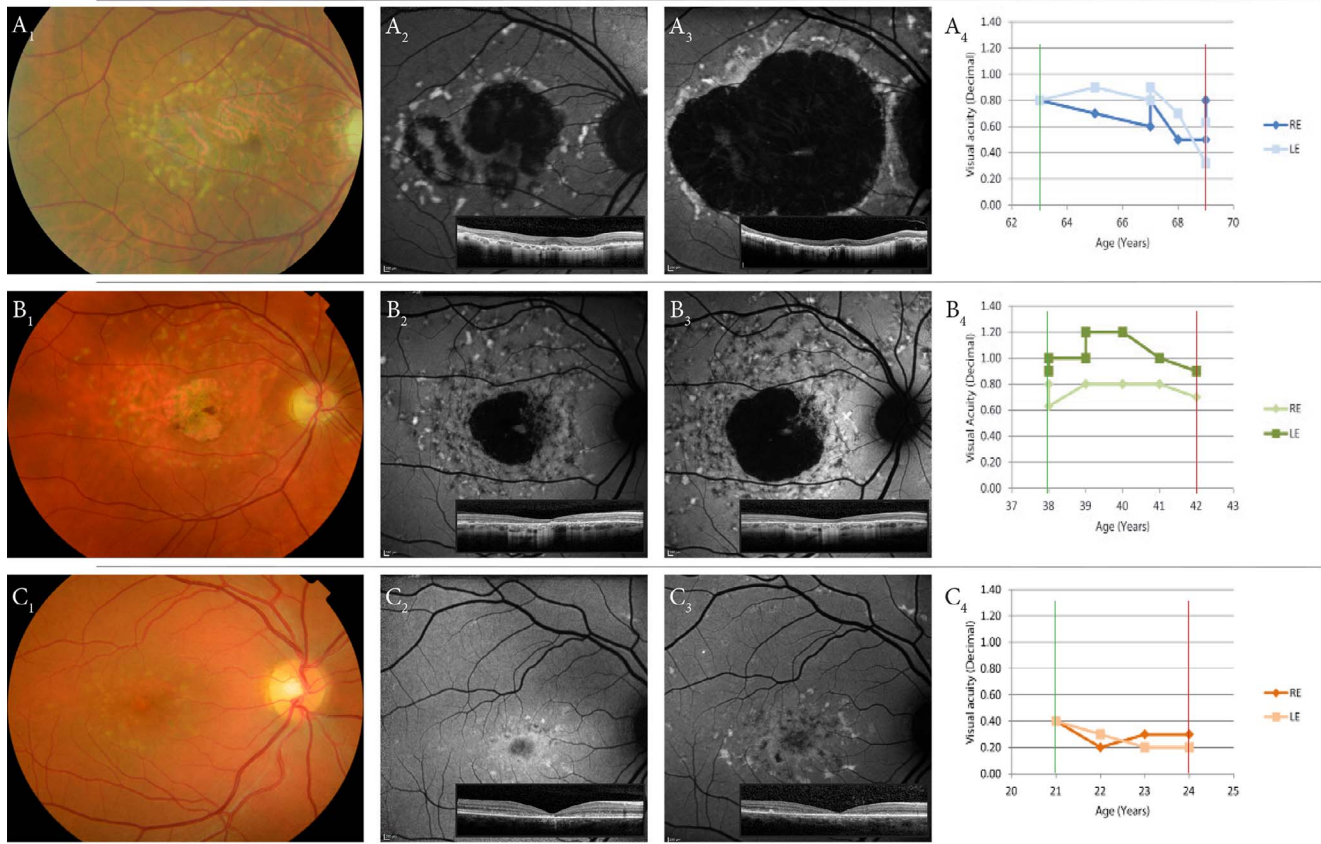 A1
A2
A3
A4
1.40
1.20
1.00
0.80
0.60
0.40
0.20
0.00
62 64 66 68 70
Visual acuity (Decimal)
Age (Years)
RE
LE
B1
B2
B3
B4
1.40
1.20
1.00
0.80
0.60
0.40
0.20
0.00
37 38 39 40 41 42 43
Visual Acuity (Decimal)
Age (Years)
RE
LE
C1
C2
C3
C4
1.40
1.20
1.00
0.80
0.60
0.40
0.20
0.00
20 21 22 23 24 25
Visual acuity (Decimal)
Age (Years)
RE
LE